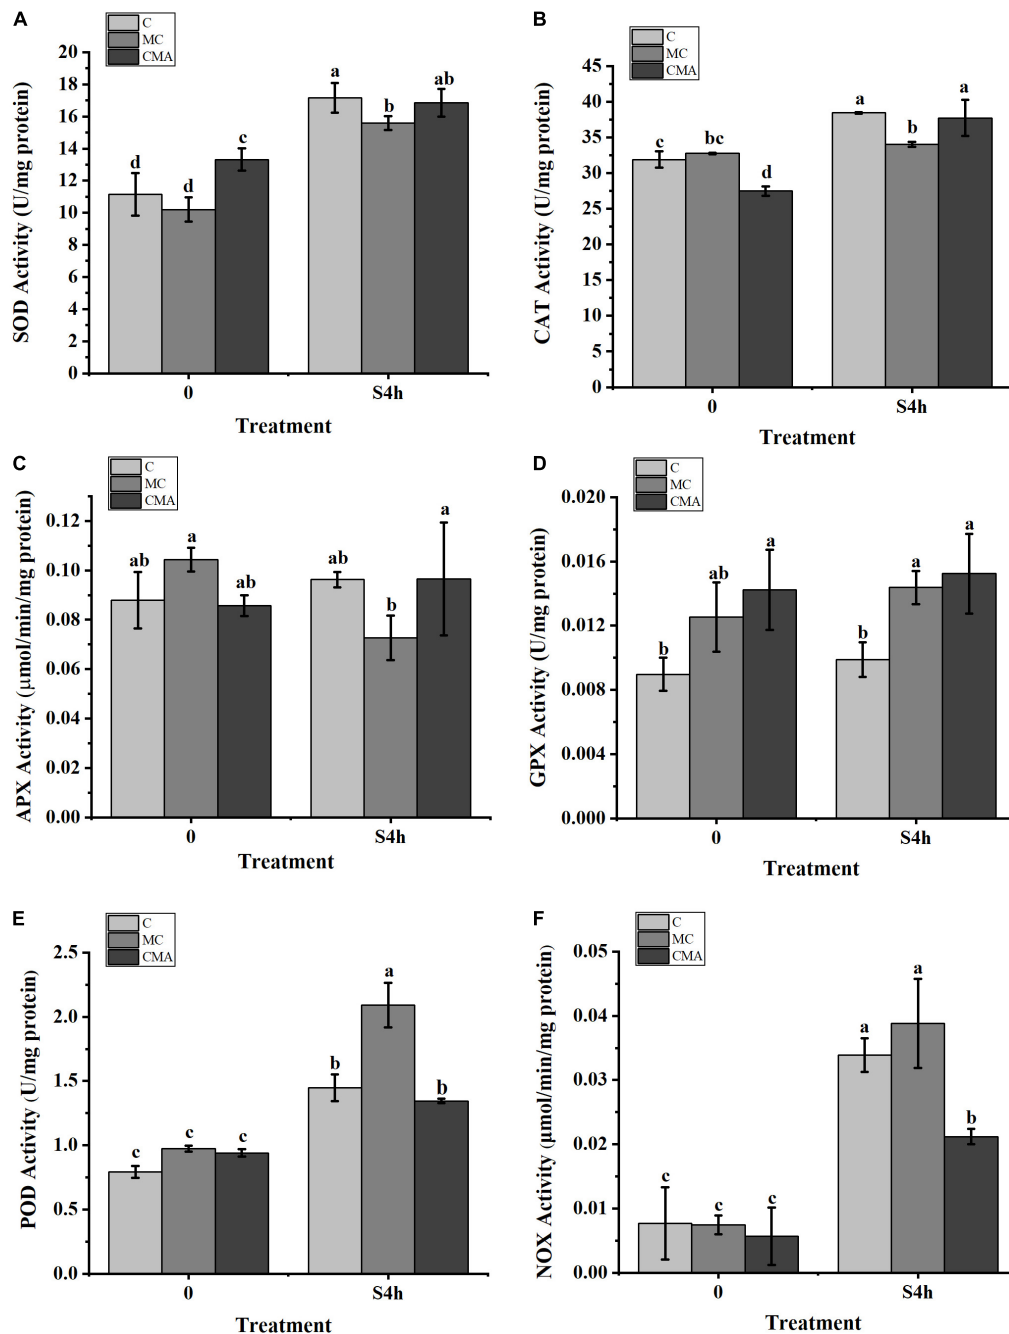 A
C
MC
CMA
SOD Activity (U/mg protein)
20
18
16
14
12
10
8
6
4
2
0
d
d
c
a
b
ab
0
S4h
Treatment
B
C
MC
CMA
CAT Activity (U/mg protein)
45
40
35
30
25
20
15
10
5
0
c
bc
d
a
b
a
0
S4h
Treatment
C
C
MC
CMA
APX Activity (μmol/min/mg protein)
0.12
0.10
0.08
0.06
0.04
0.02
0.00
ab
a
ab
ab
b
a
0
S4h
Treatment
D
C
MC
CMA
GPX Activity (U/mg protein)
0.020
0.016
0.012
0.008
0.004
0.000
b
ab
a
b
a
a
0
S4h
Treatment
E
C
MC
CMA
POD Activity (U/mg protein)
2.5
2.0
1.5
1.0
0.5
0.0
c
c
c
b
a
b
0
S4h
Treatment
F
C
MC
CMA
NOX Activity (μmol/min/mg protein)
0.05
0.04
0.03
0.02
0.01
0.00
c
c
c
a
a
b
0
S4h
Treatment